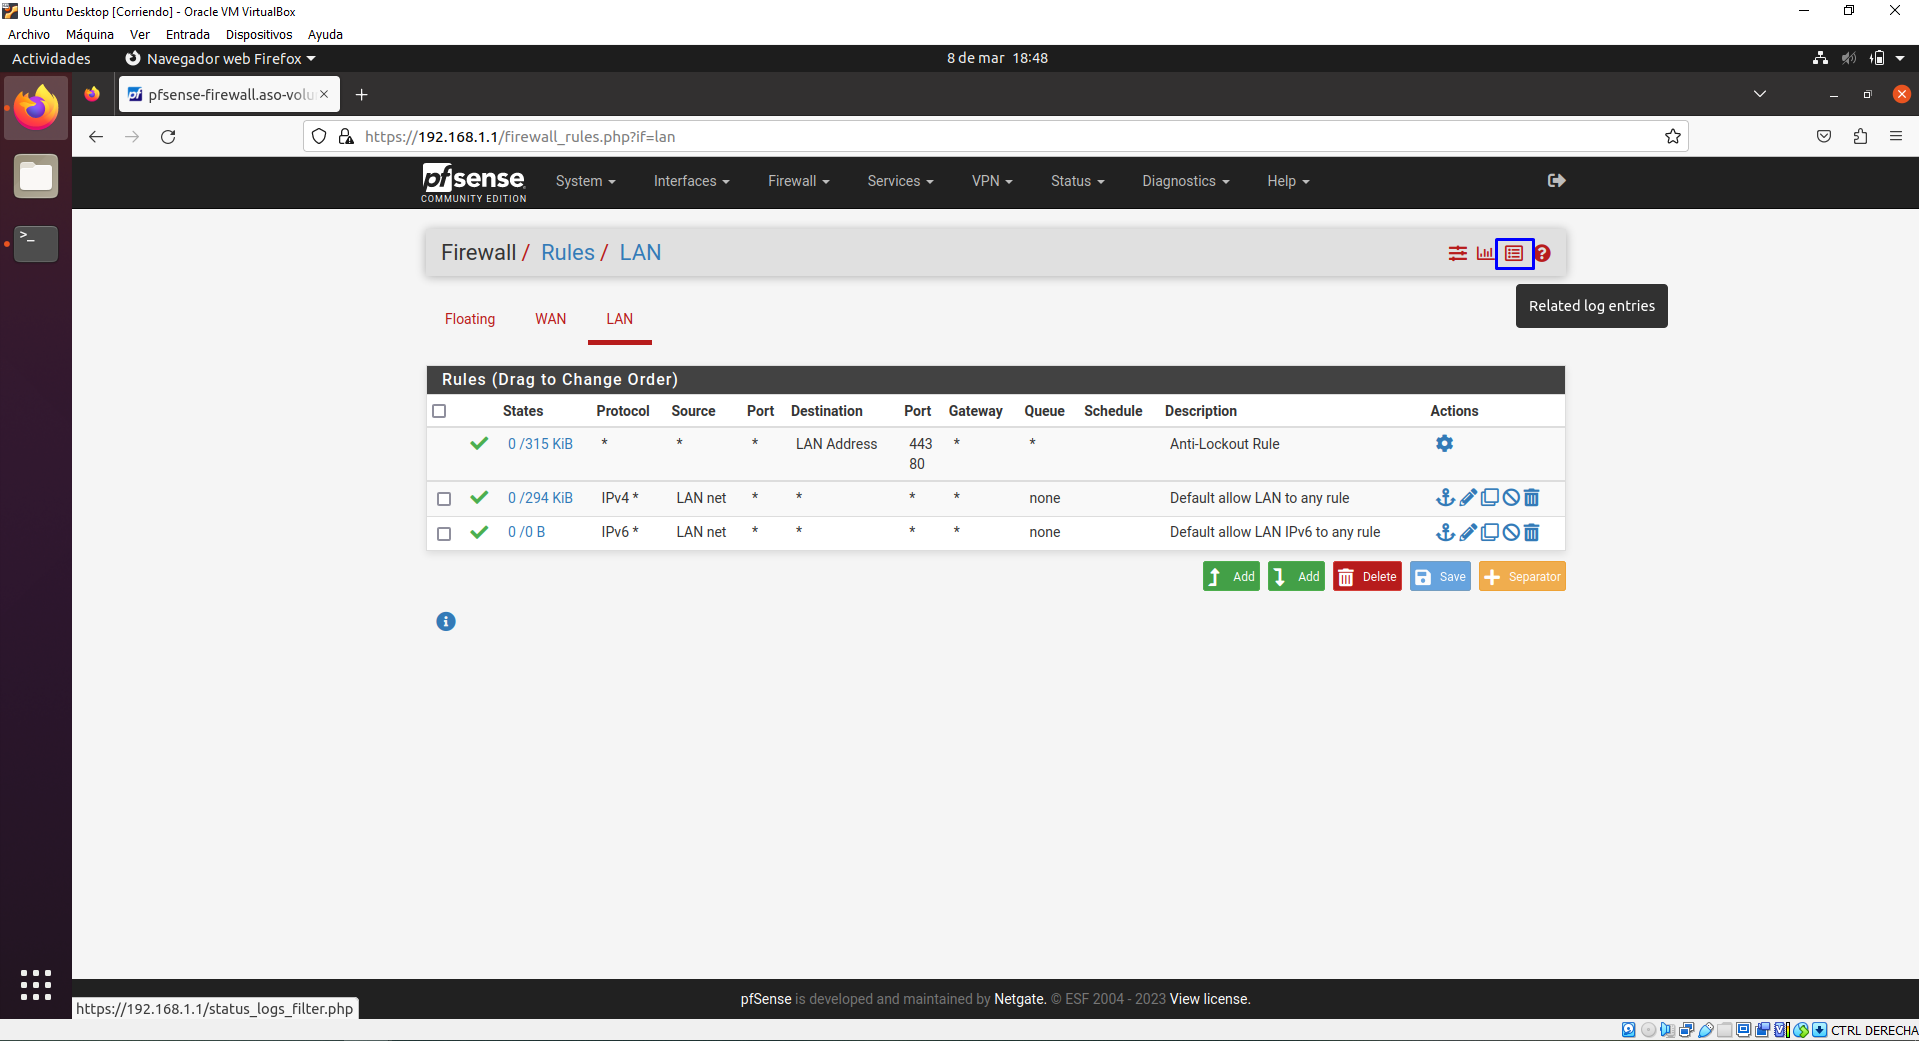 Ubuntu Desktop [Corriendo] - Oracle VM VirtualBox
Archivo Máquina Ver Entrada Dispositivos Ayuda
Actividades Navegador web Firefox 8 de mar 18:48
pfsense-firewall.aso-volu
https://192.168.1.1/firewall_rules.php?if=lan
pfsense COMMUNITY EDITION System Interfaces Firewall Services VPN Status Diagnostics Help
Firewall / Rules / LAN
Related log entries
Floating WAN LAN
Rules (Drag to Change Order)
States Protocol Source Port Destination Port Gateway Queue Schedule Description Actions
0 /315 KiB * * * LAN Address 443 * * Anti-Lockout Rule
80
0 /294 KiB IPv4 * LAN net * * * * none Default allow LAN to any rule
0 /0 B IPv6 * LAN net * * * * none Default allow LAN IPv6 to any rule
Add Add Delete Save Separator
pfSense is developed and maintained by Netgate. © ESF 2004 - 2023 View license.
https://192.168.1.1/status_logs_filter.php
CTRL DERECHA